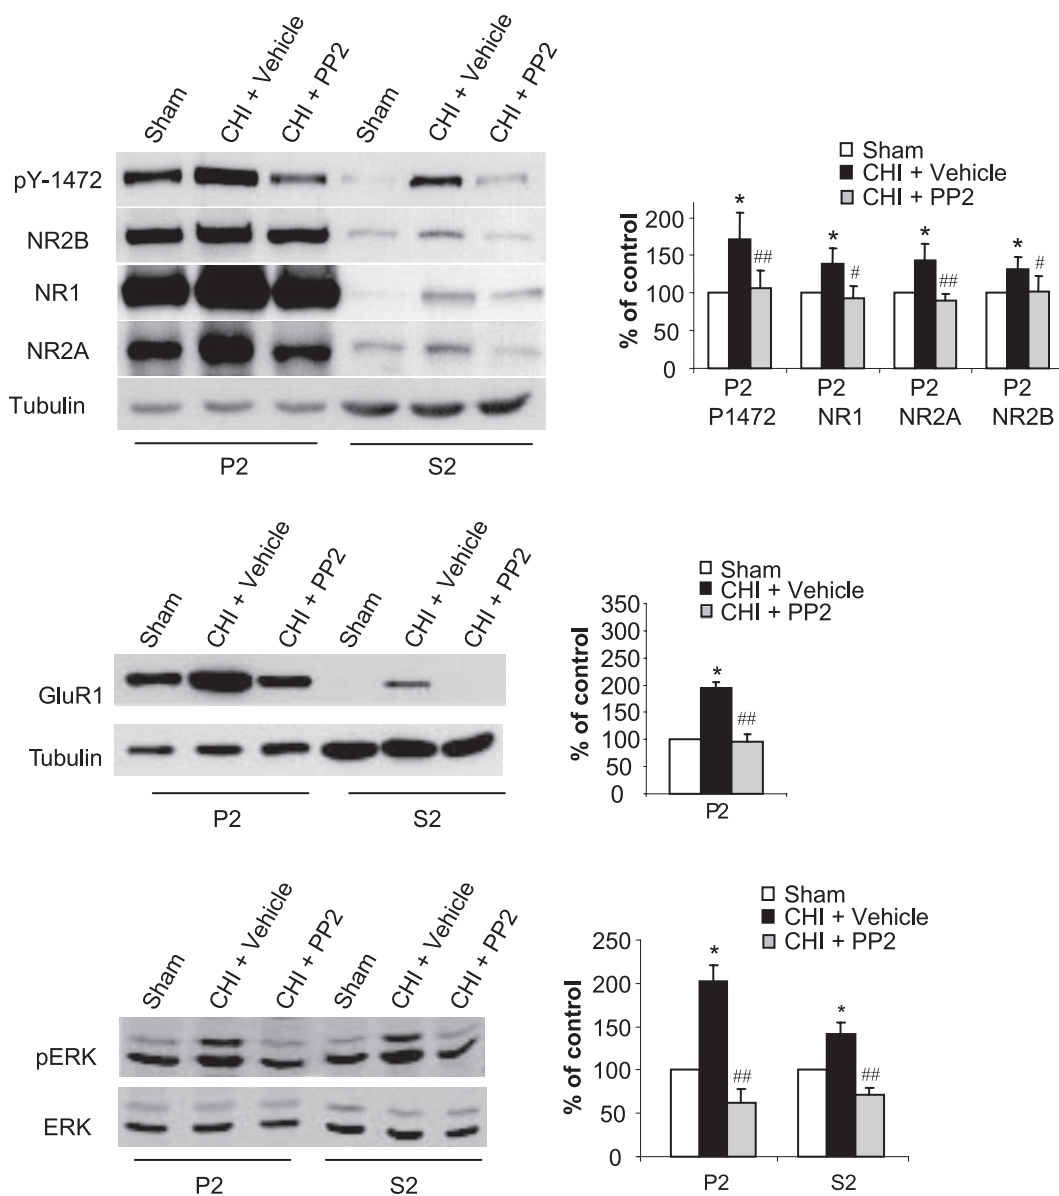 Sham
CHI + Vehicle
CHI + PP2
Sham
CHI + Vehicle
CHI + PP2
pY-1472
NR2B
NR1
NR2A
Tubulin
P2 S2
Sham
CHI + Vehicle
CHI + PP2
% of control
200
150
100
50
0
* ## * # * ## * #
P2 P2 P2 P2
P1472 NR1 NR2A NR2B
Sham
CHI + Vehicle
CHI + PP2
Sham
CHI + Vehicle
CHI + PP2
GluR1
Tubulin
P2 S2
Sham
CHI + Vehicle
CHI + PP2
% of control
350
300
250
200
150
100
50
0
* ##
P2
Sham
CHI + Vehicle
CHI + PP2
Sham
CHI + Vehicle
CHI + PP2
pERK
ERK
P2 S2
Sham
CHI + Vehicle
CHI + PP2
% of control
250
200
150
100
50
0
* ## * ##
P2 S2